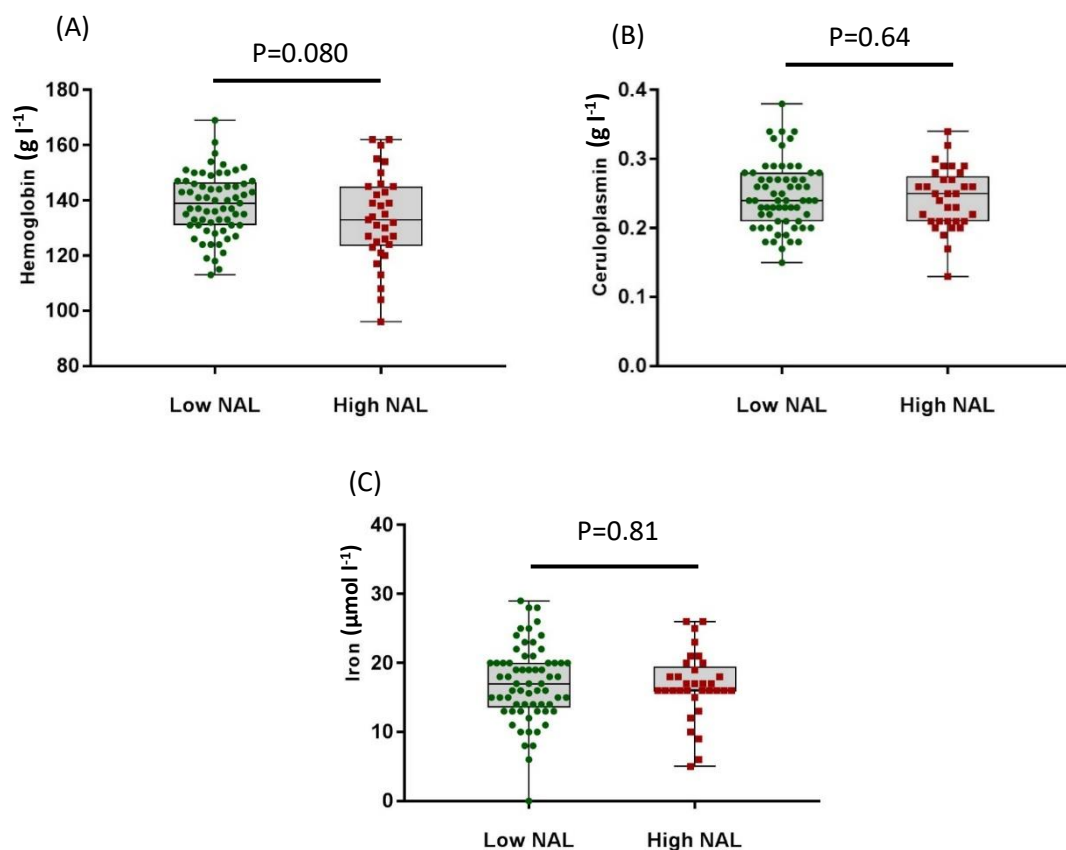 (A)
P=0.080
Hemoglobin (g l⁻¹)
180
160
140
120
100
80
Low NAL
High NAL
(B)
P=0.64
Ceruloplasmin (g l⁻¹)
0.4
0.3
0.2
0.1
0.0
Low NAL
High NAL
(C)
P=0.81
Iron (µmol l⁻¹)
40
30
20
10
0
Low NAL
High NAL